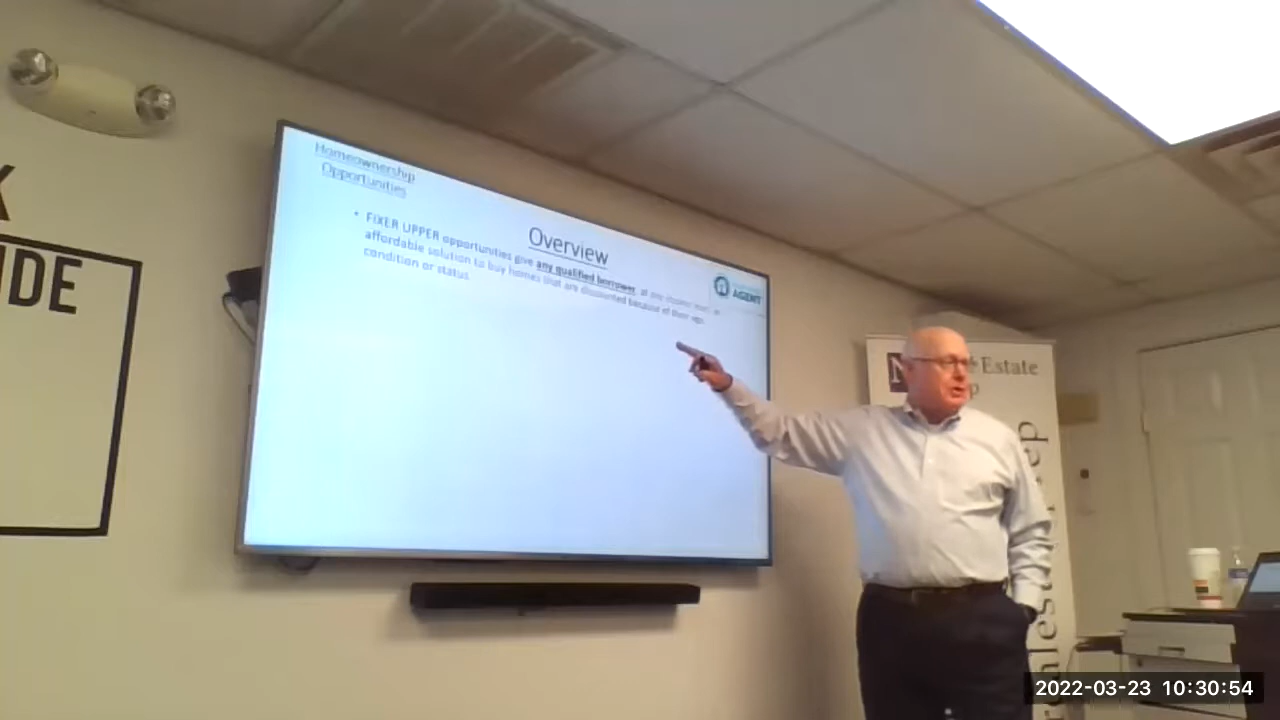 Homeownership
Opportunities
Overview
• FIXER UPPER opportunities give any qualified borrower, at any income level, an
affordable solution to buy homes that are discounted because of their age,
condition or status.
AGENT
IDE
N
Estate
2022-03-23 10:30:54